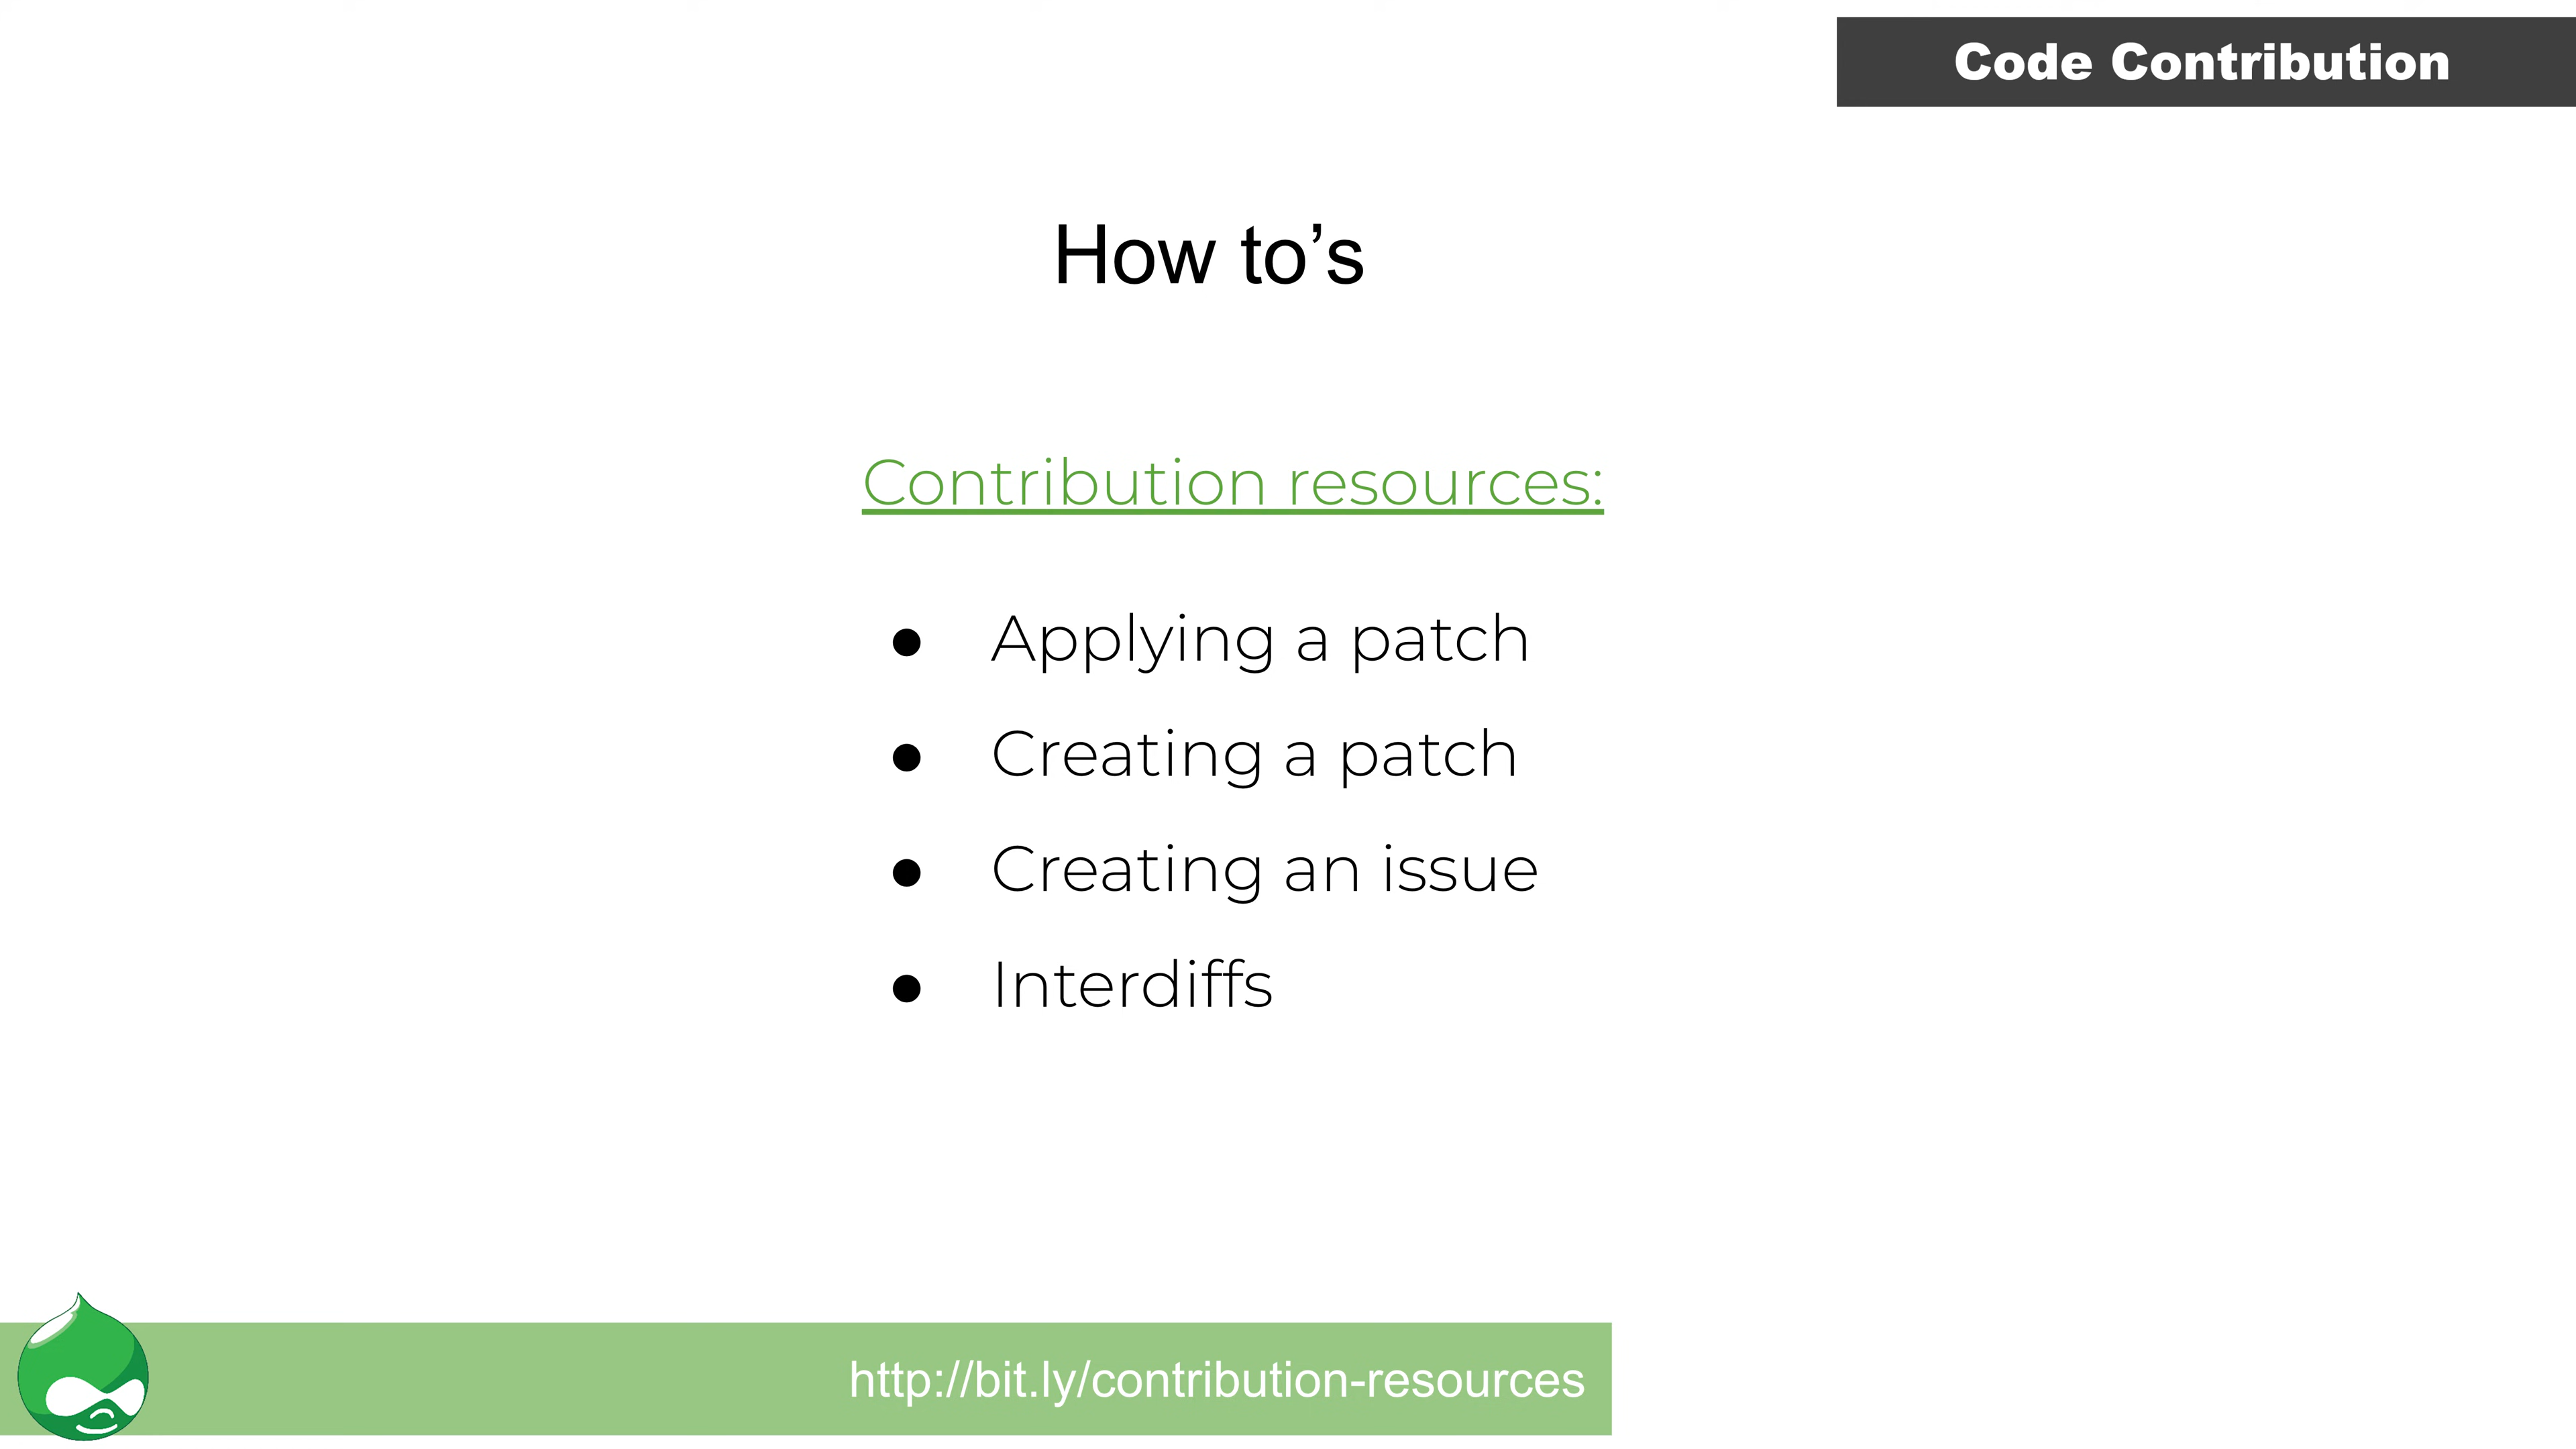 Code Contribution
How to’s
Contribution resources:
● Applying a patch
● Creating a patch
● Creating an issue
● Interdiffs
http://bit.ly/contribution-resources